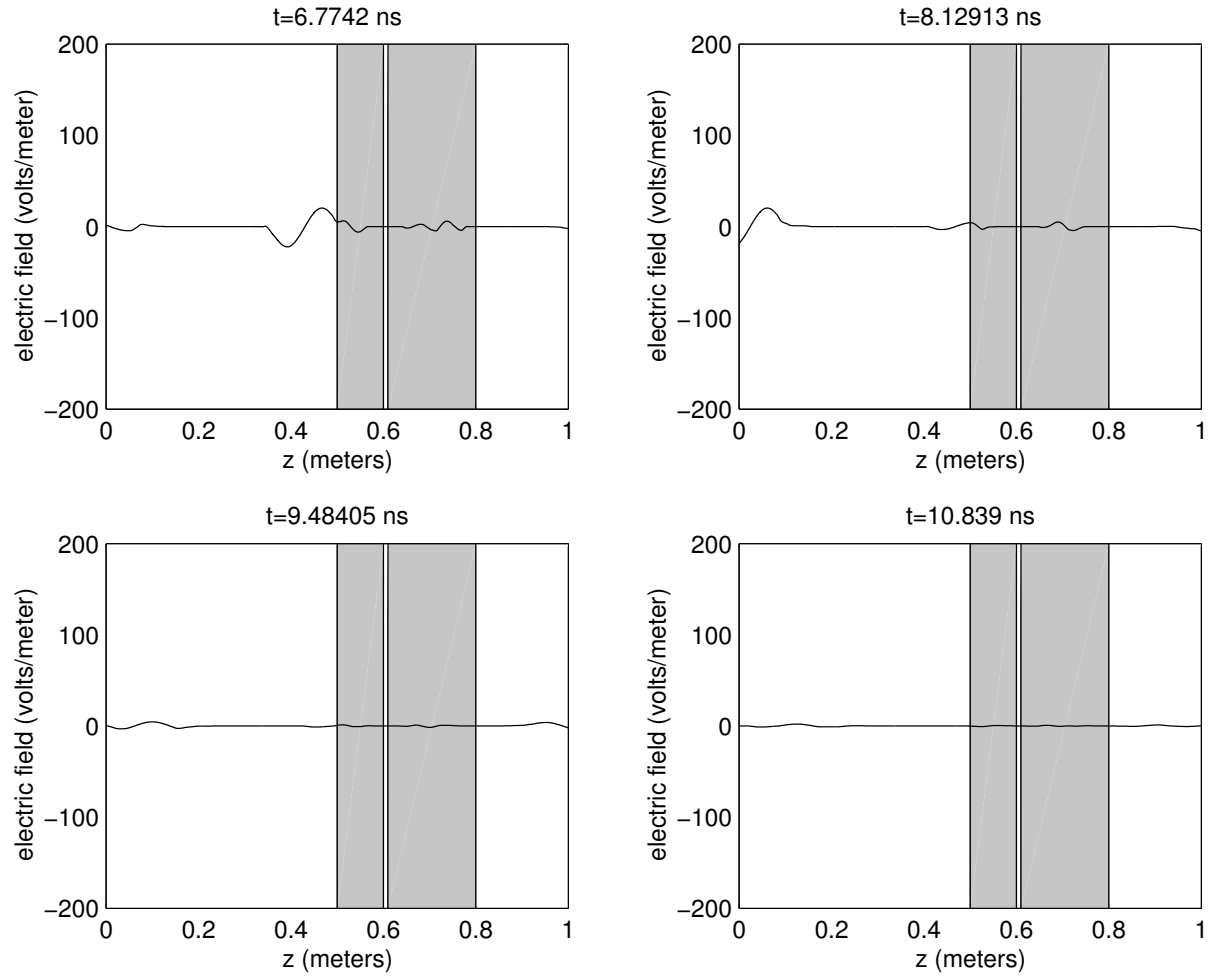 t=6.7742 ns
200
100
0
−100
−200
electric field (volts/meter)
0 0.2 0.4 0.6 0.8 1
z (meters)
t=8.12913 ns
200
100
0
−100
−200
electric field (volts/meter)
0 0.2 0.4 0.6 0.8 1
z (meters)
t=9.48405 ns
200
100
0
−100
−200
electric field (volts/meter)
0 0.2 0.4 0.6 0.8 1
z (meters)
t=10.839 ns
200
100
0
−100
−200
electric field (volts/meter)
0 0.2 0.4 0.6 0.8 1
z (meters)